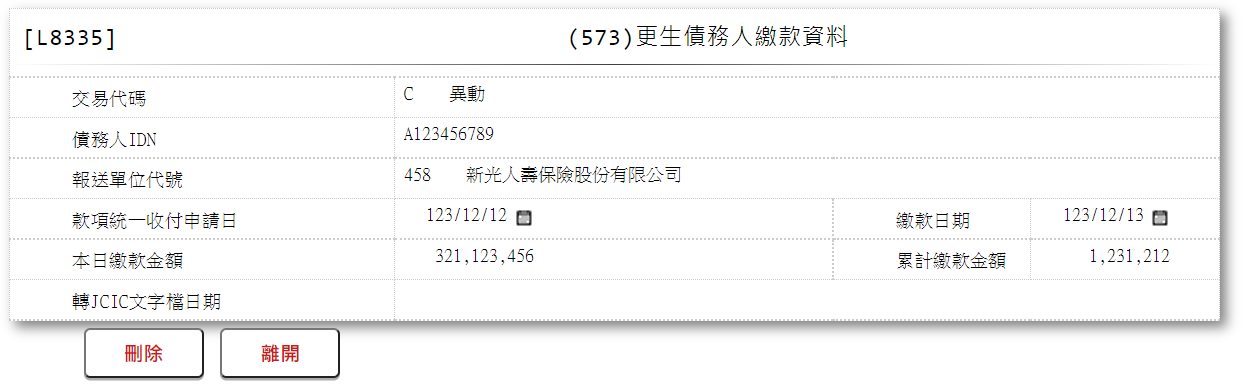 [L8335] (573)更生債務人繳款資料
交易代碼 C 異動
債務人IDN A123456789
報送單位代號 458 新光人壽保險股份有限公司
款項統一收付申請日 123/12/12 繳款日期 123/12/13
本日繳款金額 321,123,456 累計繳款金額 1,231,212
轉JCIC文字檔日期
刪除 離開